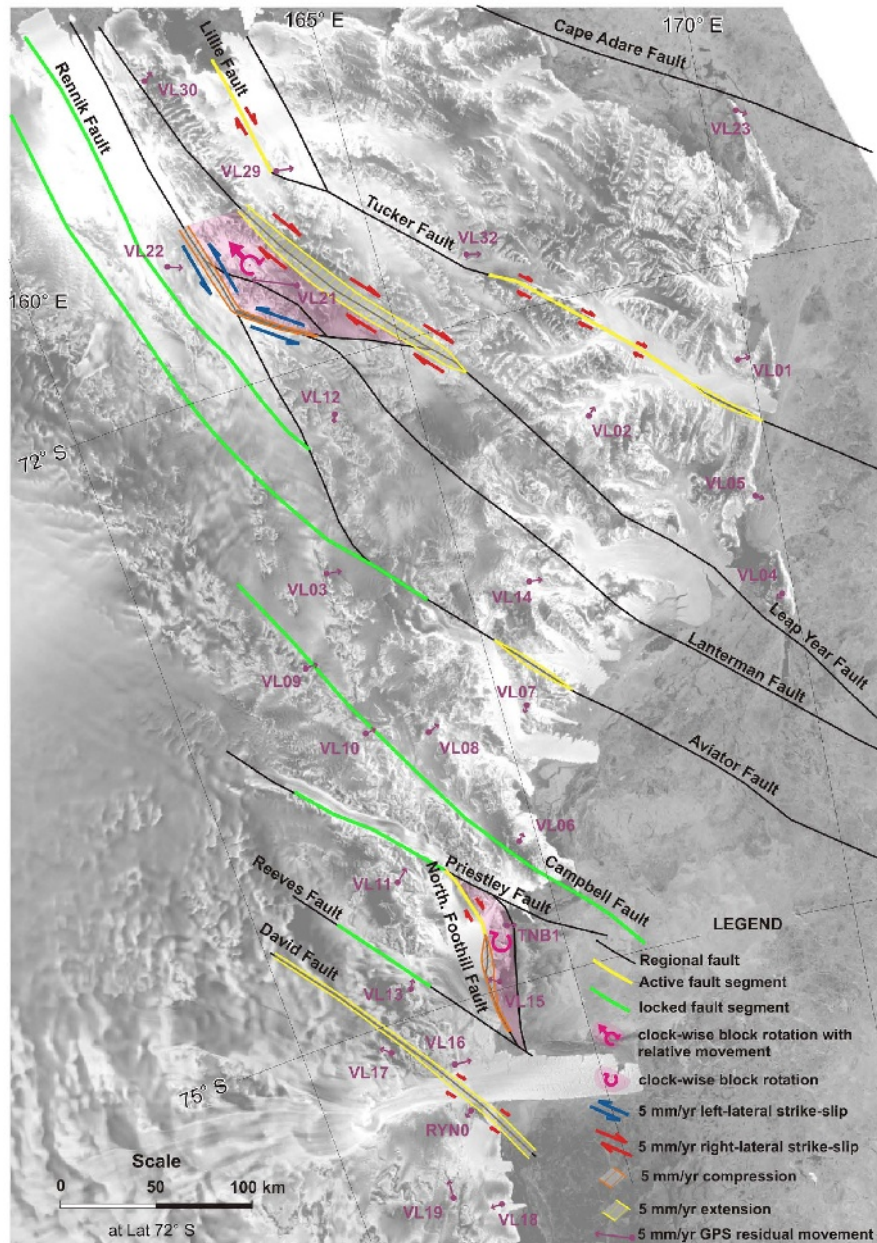 165° E
170° E
Cape Adare Fault
Lillie Fault
Rennik Fault
VL30
VL23
VL29
Tucker Fault
VL32
VL22
VL21
160° E
VL01
VL12
VL02
72° S
VL05
VL03
VL14
VL04
Leap Year Fault
Lanterman Fault
VL09
VL07
VL10
VL08
Aviator Fault
VL06
Campbell Fault
Priestley Fault
VL11
North. Foothill Fault
Reeves Fault
TNB1
David Fault
VL13
VL15
VL16
VL17
75° S
RYN0
VL19
VL18
Scale
0 50 100 km
at Lat 72° S
LEGEND
Regional fault
Active fault segment
locked fault segment
clock-wise block rotation with
relative movement
clock-wise block rotation
5 mm/yr left-lateral strike-slip
5 mm/yr right-lateral strike-slip
5 mm/yr compression
5 mm/yr extension
5 mm/yr GPS residual movement